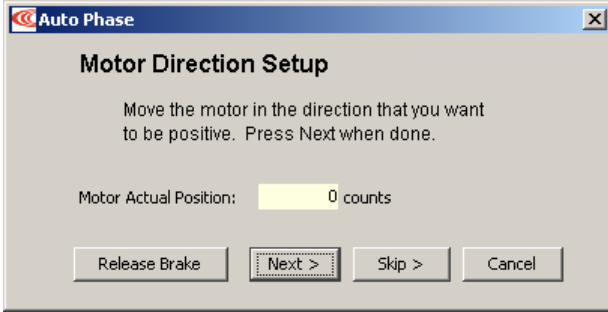 Auto Phase
Motor Direction Setup
Move the motor in the direction that you want
to be positive. Press Next when done.
Motor Actual Position: 0 counts
Release Brake Next > Skip > Cancel